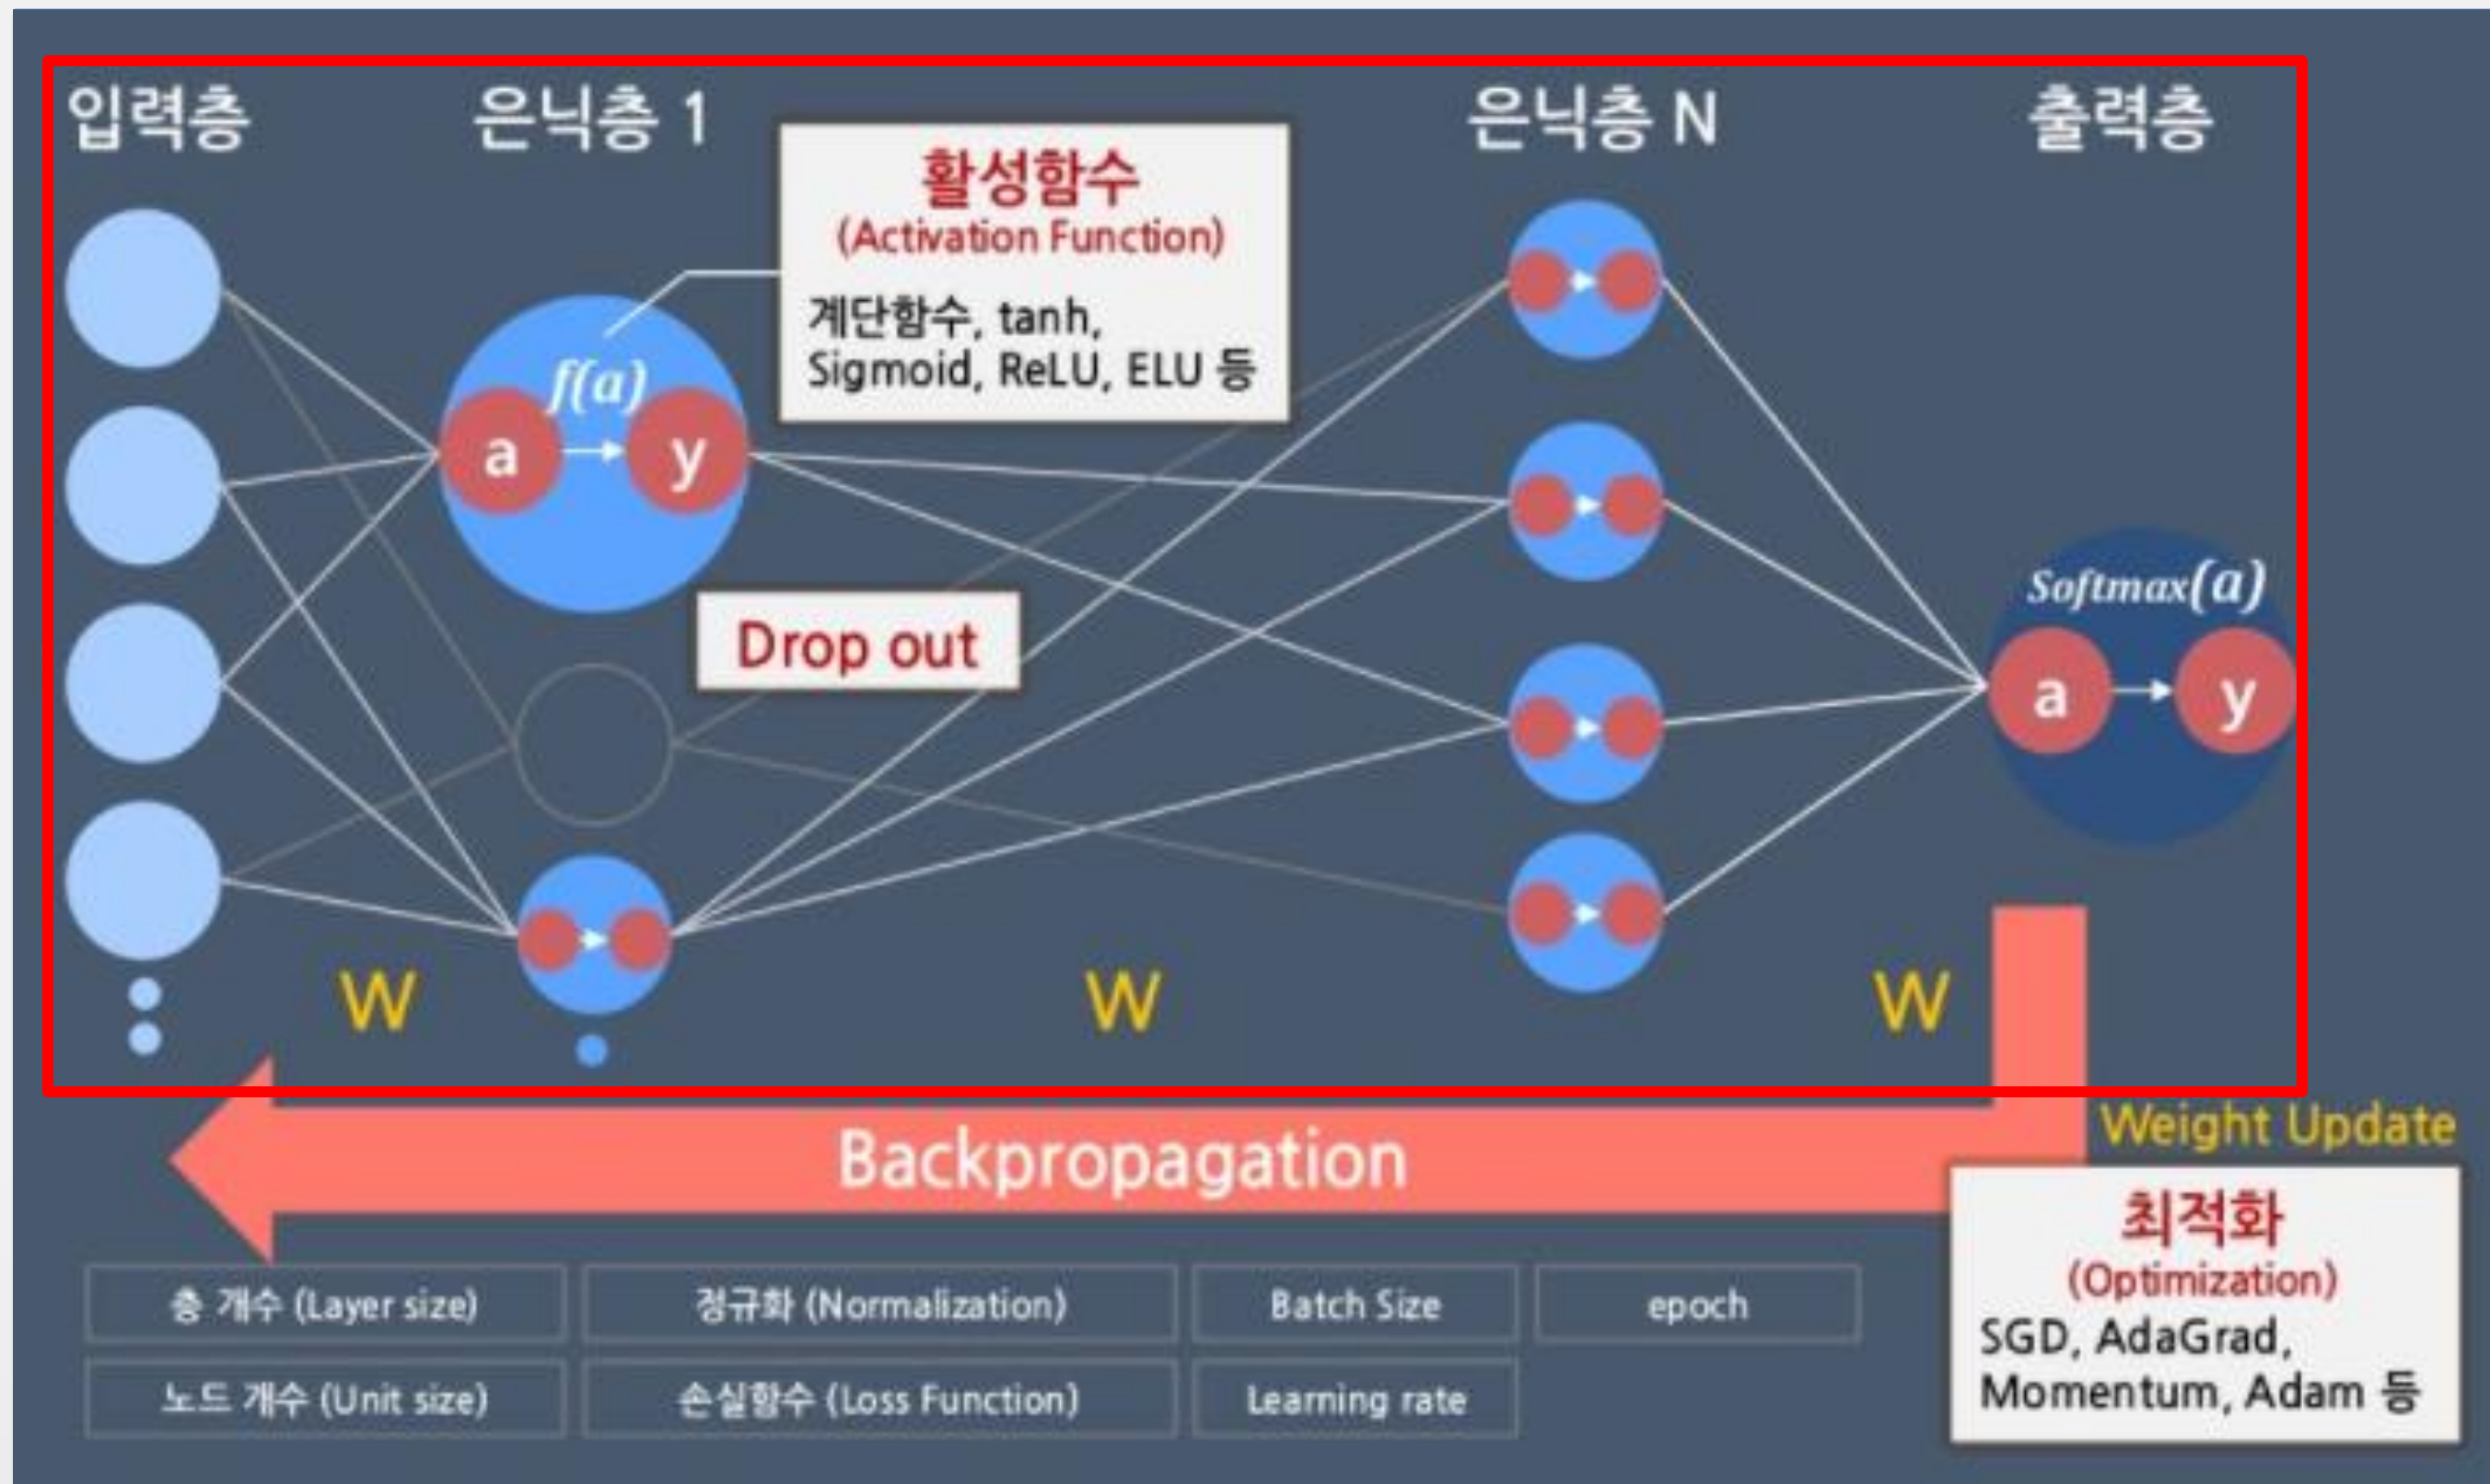 입력층
은닉층 1
은닉층 N
출력층
활성함수
(Activation Function)
계단함수, tanh,
Sigmoid, ReLU, ELU 등
f(a)
a
y
Drop out
Softmax(a)
a
y
W
W
W
Backpropagation
Weight Update
최적화
(Optimization)
SGD, AdaGrad,
Momentum, Adam 등
층 개수 (Layer size)
정규화 (Normalization)
Batch Size
epoch
노드 개수 (Unit size)
손실함수 (Loss Function)
Learning rate